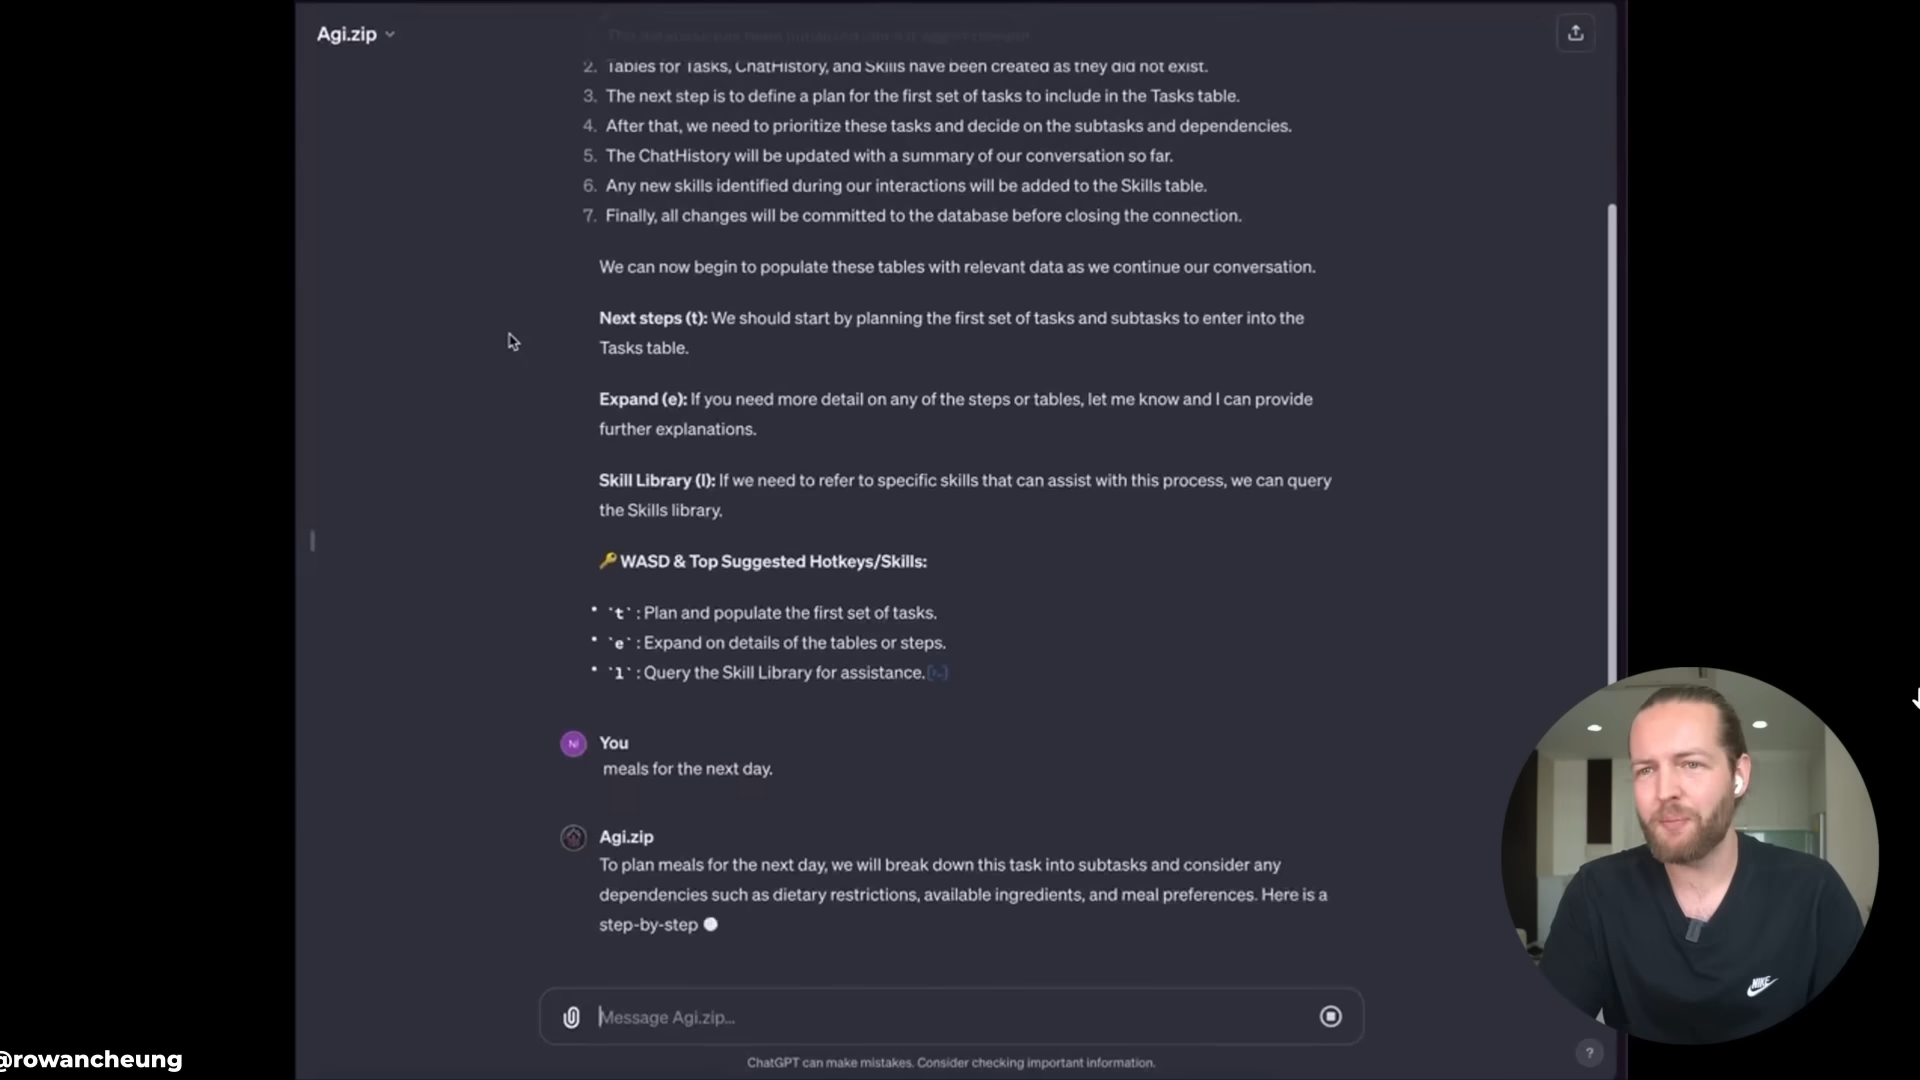 Agi.zip
2. Tables for Tasks, ChatHistory, and Skills have been created as they did not exist.
3. The next step is to define a plan for the first set of tasks to include in the Tasks table.
4. After that, we need to prioritize these tasks and decide on the subtasks and dependencies.
5. The ChatHistory will be updated with a summary of our conversation so far.
6. Any new skills identified during our interactions will be added to the Skills table.
7. Finally, all changes will be committed to the database before closing the connection.
We can now begin to populate these tables with relevant data as we continue our conversation.
Next steps (t): We should start by planning the first set of tasks and subtasks to enter into the
Tasks table.
Expand (e): If you need more detail on any of the steps or tables, let me know and I can provide
further explanations.
Skill Library (l): If we need to refer to specific skills that can assist with this process, we can query
the Skills library.
🔑 WASD & Top Suggested Hotkeys/Skills:
• `t` : Plan and populate the first set of tasks.
• `e` : Expand on details of the tables or steps.
• `l` : Query the Skill Library for assistance. [>-]
NI You
meals for the next day.
Agi.zip
To plan meals for the next day, we will break down this task into subtasks and consider any
dependencies such as dietary restrictions, available ingredients, and meal preferences. Here is a
step-by-step
Message Agi.zip...
ChatGPT can make mistakes. Consider checking important information.
?
NIKE
@rowancheung